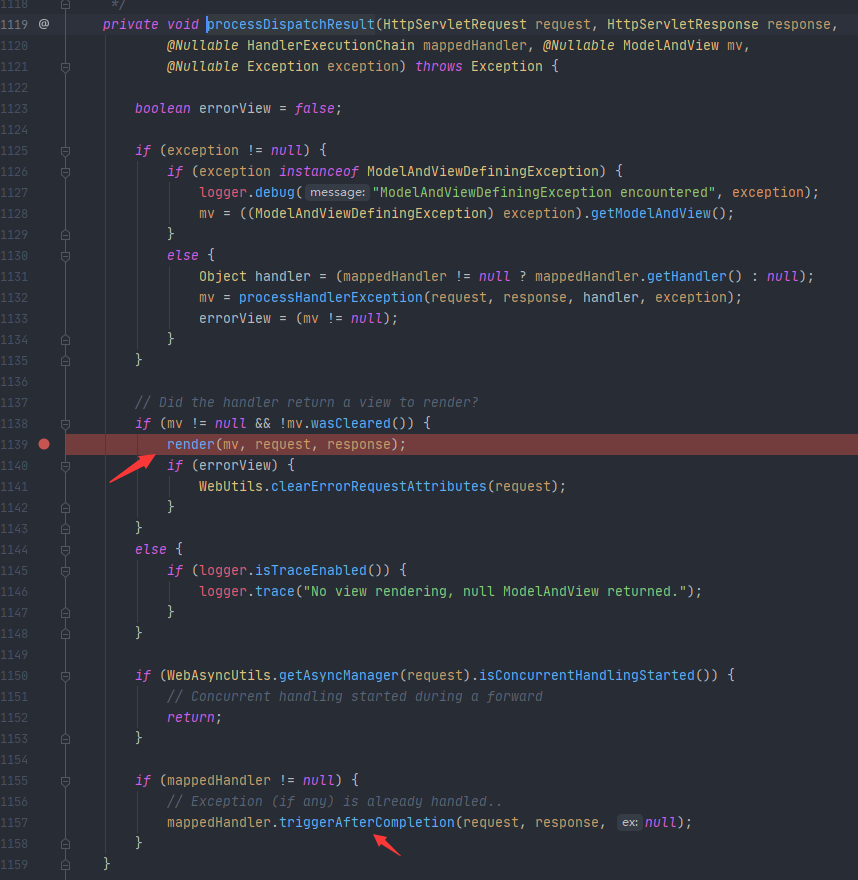 1118 */
1119 @ private void processDispatchResult(HttpServletRequest request, HttpServletResponse response,
1120 @Nullable HandlerExecutionChain mappedHandler, @Nullable ModelAndView mv,
1121 @Nullable Exception exception) throws Exception {
1122
1123 boolean errorView = false;
1124
1125 if (exception != null) {
1126 if (exception instanceof ModelAndViewDefiningException) {
1127 logger.debug( message: "ModelAndViewDefiningException encountered", exception);
1128 mv = ((ModelAndViewDefiningException) exception).getModelAndView();
1129 }
1130 else {
1131 Object handler = (mappedHandler != null ? mappedHandler.getHandler() : null);
1132 mv = processHandlerException(request, response, handler, exception);
1133 errorView = (mv != null);
1134 }
1135 }
1136
1137 // Did the handler return a view to render?
1138 if (mv != null && !mv.wasCleared()) {
1139 render(mv, request, response);
1140 if (errorView) {
1141 WebUtils.clearErrorRequestAttributes(request);
1142 }
1143 }
1144 else {
1145 if (logger.isTraceEnabled()) {
1146 logger.trace("No view rendering, null ModelAndView returned.");
1147 }
1148 }
1149
1150 if (WebAsyncUtils.getAsyncManager(request).isConcurrentHandlingStarted()) {
1151 // Concurrent handling started during a forward
1152 return;
1153 }
1154
1155 if (mappedHandler != null) {
1156 // Exception (if any) is already handled..
1157 mappedHandler.triggerAfterCompletion(request, response, ex: null);
1158 }
1159 }